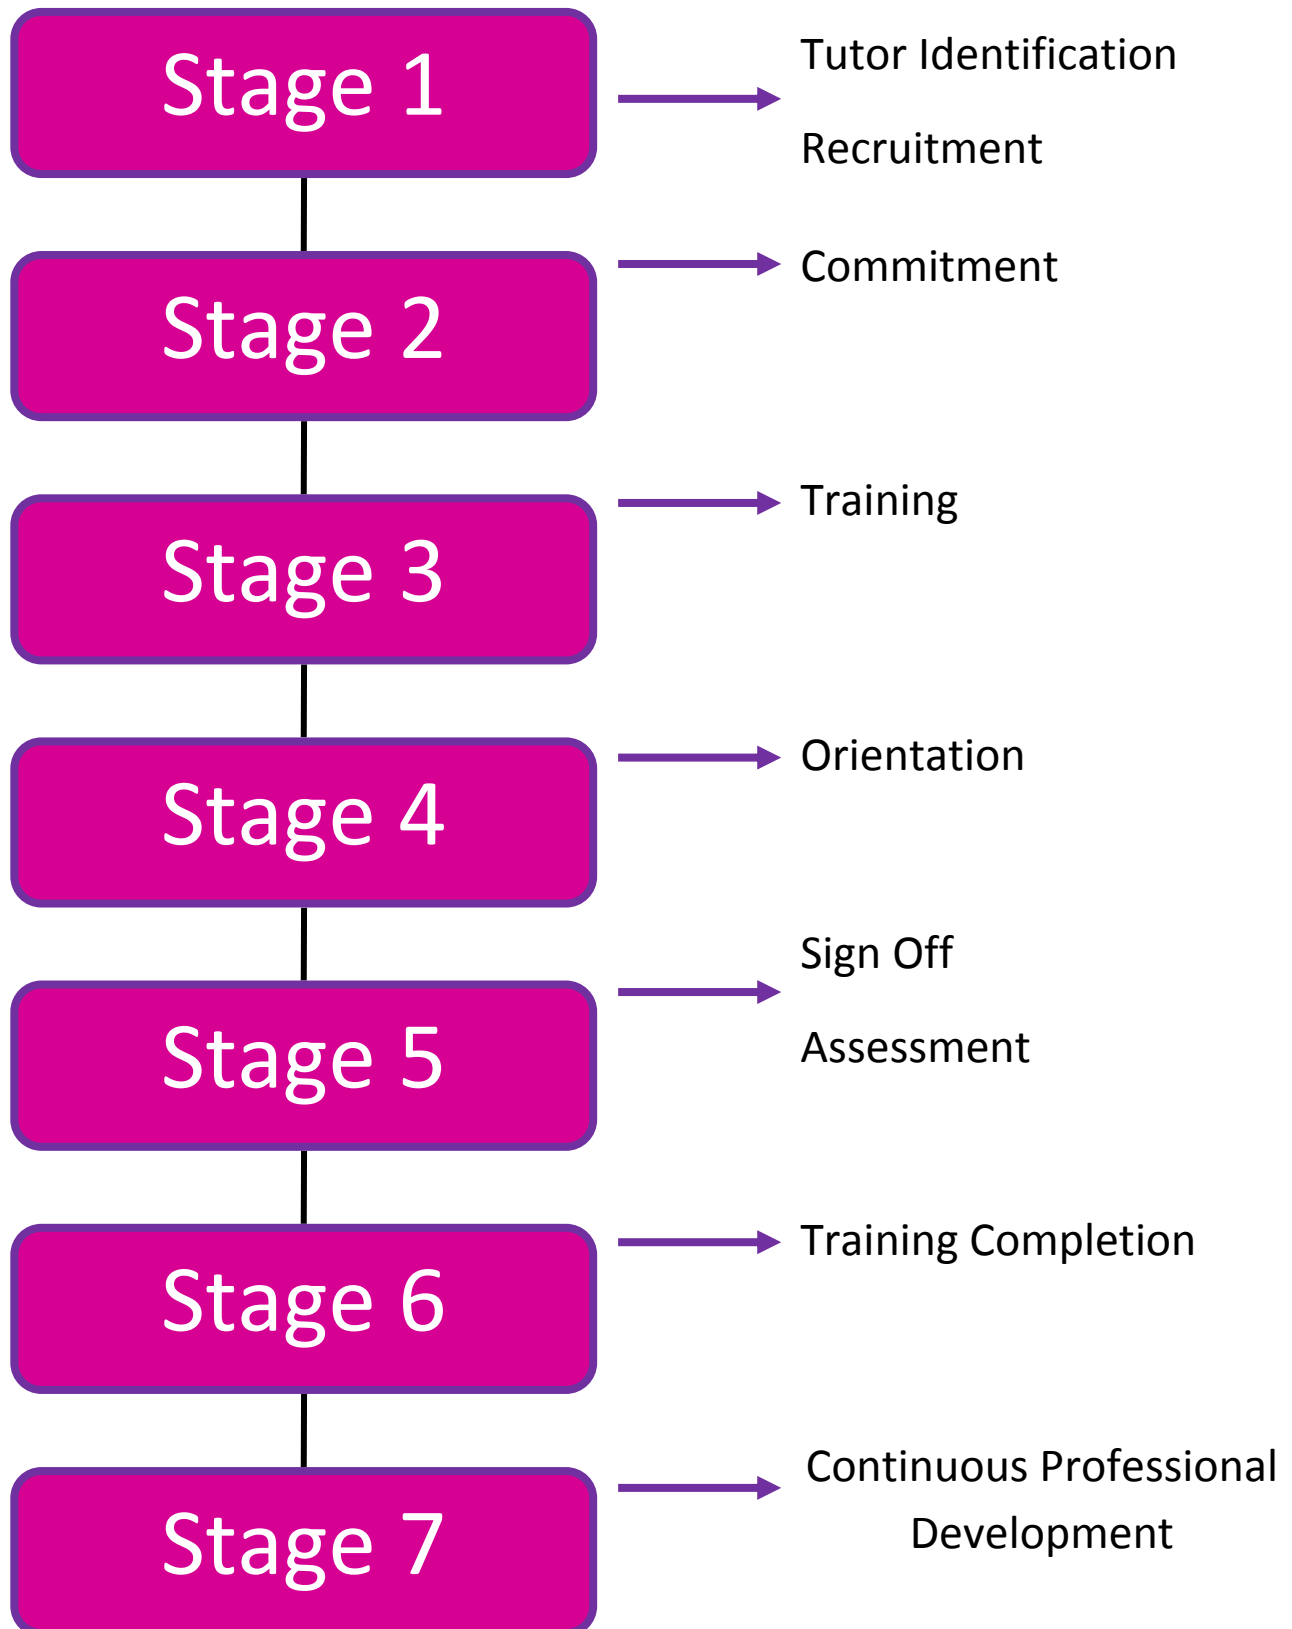 Stage 1
Tutor Identification
Recruitment
Stage 2
Commitment
Stage 3
Training
Stage 4
Orientation
Stage 5
Sign Off
Assessment
Stage 6
Training Completion
Stage 7
Continuous Professional
Development